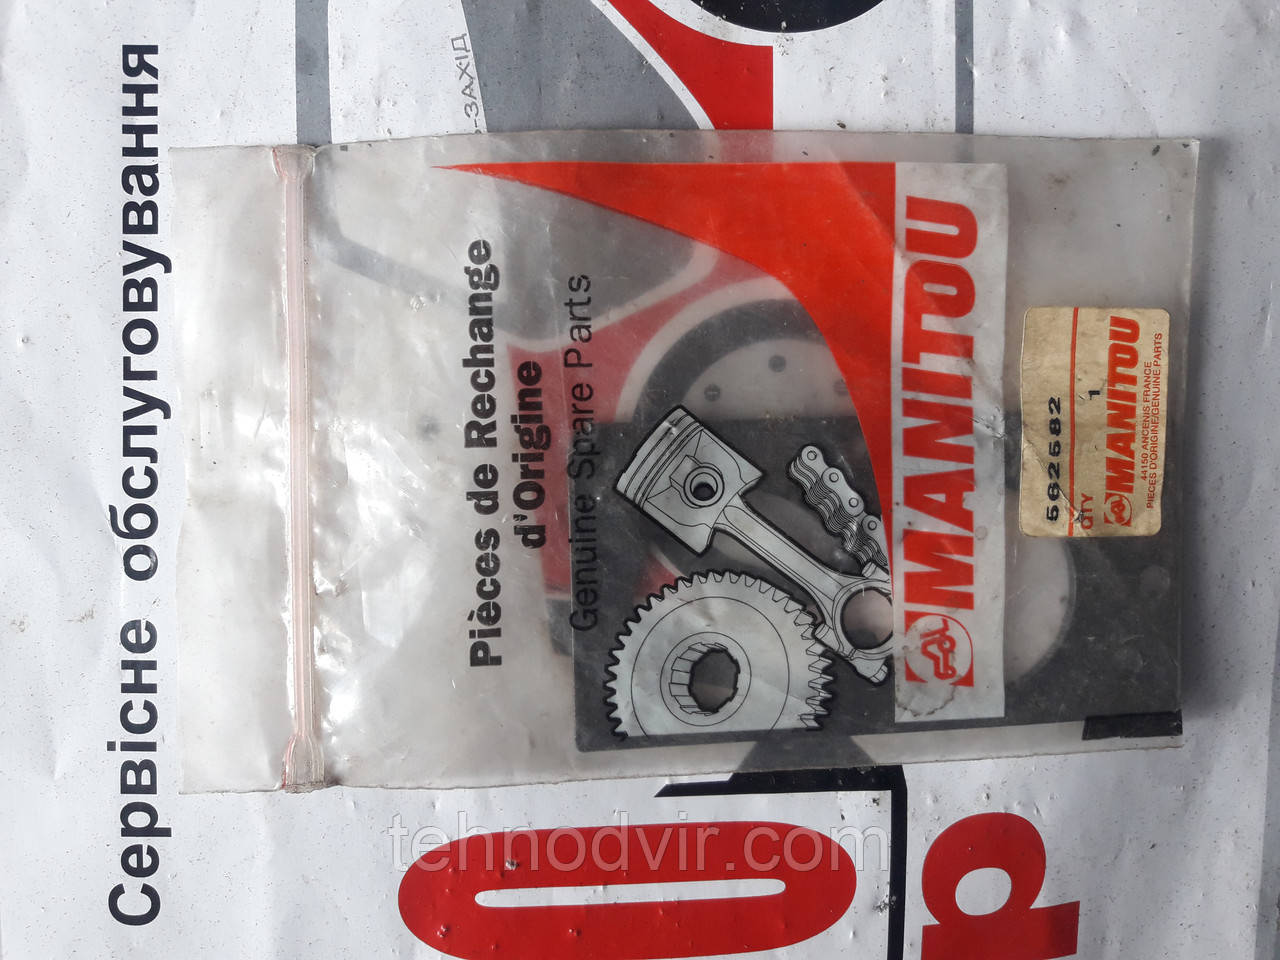 Сервісне обслуговування
-ЗАХІД
Pièces de Rechange
d'Origine
Genuine Spare Parts
MANITOU
562582
QTY 1
MANITOU
44150 ANCENIS FRANCE
PIECES D'ORIGINE/GENUINE PARTS
tehnodvir.com